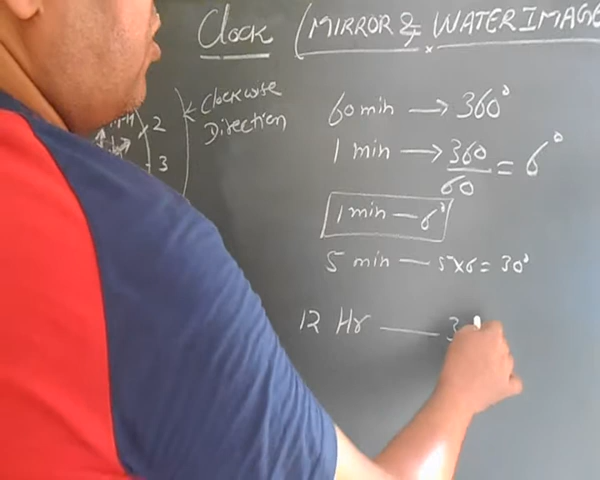 Clock (MIRROR & WATER IMAGE
Clockwise
Direction
2
3
60 min → 360°
1 min → 360/60 = 6°
1 min — 6°
5 min — 5×6 = 30°
12 Hr — 3